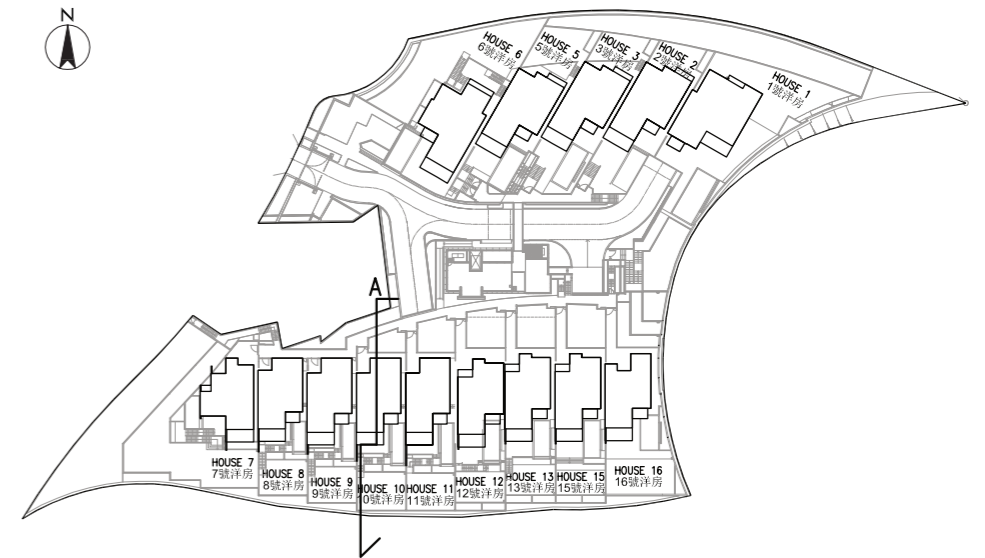 N
HOUSE 6
6號洋房
HOUSE 5
5號洋房
HOUSE 3
3號洋房
HOUSE 2
2號洋房
HOUSE 1
1號洋房
A
HOUSE 7
7號洋房
HOUSE 8
8號洋房
HOUSE 9
9號洋房
HOUSE 10
10號洋房
HOUSE 11
11號洋房
HOUSE 12
12號洋房
HOUSE 13
13號洋房
HOUSE 15
15號洋房
HOUSE 16
16號洋房